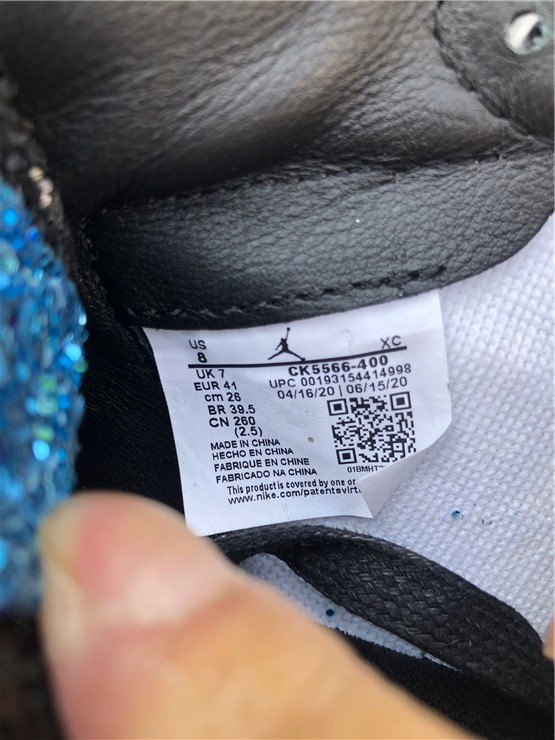 US
8
XC
UK 7
EUR 41
cm 26
BR 39.5
CN 260
(2.5)
CK5566-400
UPC 00193154414998
04/16/20 | 06/15/20
MADE IN CHINA
HECHO EN CHINA
FABRIQUE EN CHINE
FABRICADO NA CHINA
This product is covered by one or
www.nike.com/patents